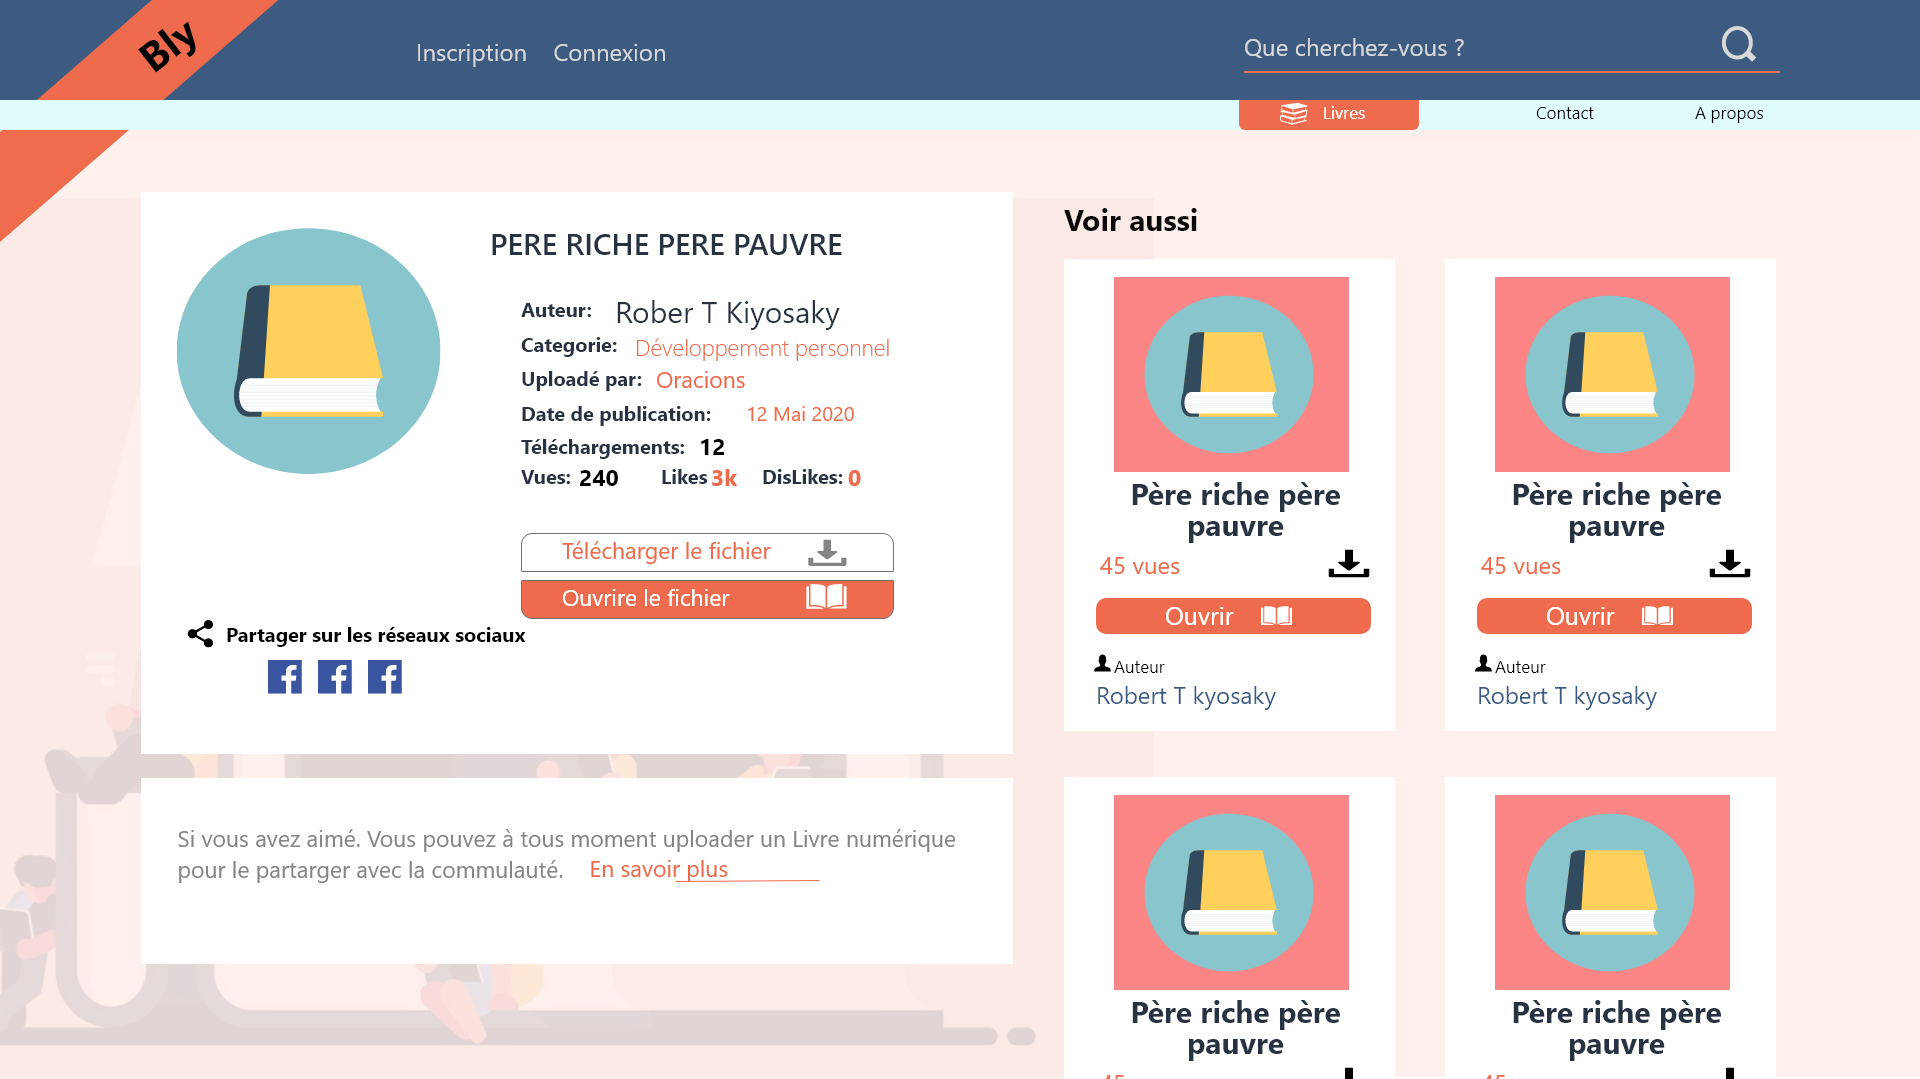 Bly
Inscription Connexion
Que cherchez-vous ?
Livres Contact A propos
PERE RICHE PERE PAUVRE
Auteur: Rober T Kiyosaky
Categorie: Développement personnel
Uploadé par: Oracions
Date de publication: 12 Mai 2020
Téléchargements: 12
Vues: 240 Likes 3k DisLikes: 0
Télécharger le fichier
Ouvrire le fichier
Partager sur les réseaux sociaux
Si vous avez aimé. Vous pouvez à tous moment uploader un Livre numérique
pour le partarger avec la commulauté. En savoir plus
Voir aussi
Père riche père
pauvre
45 vues
Ouvrir
Auteur
Robert T kyosaky
Père riche père
pauvre
45 vues
Ouvrir
Auteur
Robert T kyosaky
Père riche père
pauvre
Père riche père
pauvre